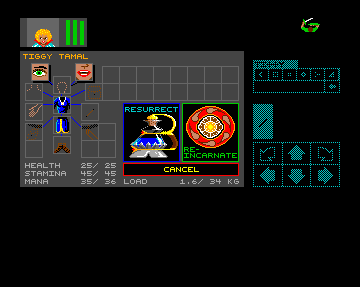 TIGGY TAMAL
RESURRECT
RE-
INCARNATE
CANCEL
HEALTH 25/ 25
STAMINA 45/ 45
MANA 35/ 36
LOAD 1.6/ 34 KG